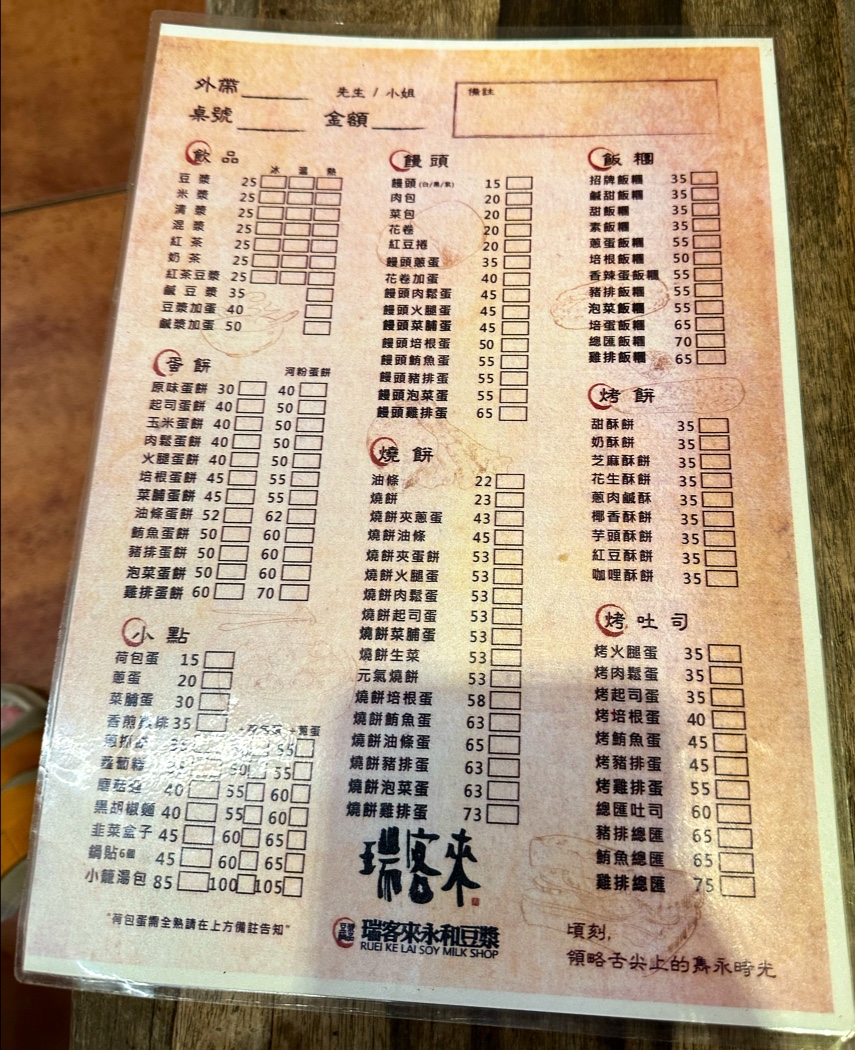 外帶 先生 / 小姐
桌號 金額
備註
飲品
冰 溫 熱
豆漿 25
米漿 25
清漿 25
混漿 25
紅茶 25
奶茶 25
紅茶豆漿 25
鹹豆漿 35
豆漿加蛋 40
鹹漿加蛋 50
蛋餅
河粉蛋餅
原味蛋餅 30 40
起司蛋餅 40 50
玉米蛋餅 40 50
肉鬆蛋餅 40 50
火腿蛋餅 40 50
培根蛋餅 45 55
菜脯蛋餅 45 55
油條蛋餅 52 62
鮪魚蛋餅 50 60
豬排蛋餅 50 60
泡菜蛋餅 50 60
雞排蛋餅 60 70
小點
荷包蛋 15
蔥蛋 20
菜脯蛋 30
香煎 排 35
蔥蛋
55
蘿蔔糕 55
蘑菇麵 40 55 60
黑胡椒麵 40 55 60
韭菜盒子 45 60 65
鍋貼6個 45 60 65
小籠湯包 85 100 105
"荷包蛋需全熟請在上方備註告知"
饅頭
饅頭 15
肉包 20
菜包 20
花卷 20
紅豆捲 20
饅頭蔥蛋 35
花卷加蛋 40
饅頭肉鬆蛋 45
饅頭火腿蛋 45
饅頭菜脯蛋 45
饅頭培根蛋 50
饅頭鮪魚蛋 55
饅頭豬排蛋 55
饅頭泡菜蛋 55
饅頭雞排蛋 65
燒餅
油條 22
燒餅 23
燒餅夾蔥蛋 43
燒餅油條 45
燒餅夾蛋餅 53
燒餅火腿蛋 53
燒餅肉鬆蛋 53
燒餅起司蛋 53
燒餅菜脯蛋 53
燒餅生菜 53
元氣燒餅 53
燒餅培根蛋 58
燒餅鮪魚蛋 63
燒餅油條蛋 65
燒餅豬排蛋 63
燒餅泡菜蛋 63
燒餅雞排蛋 73
瑞客來
瑞客來永和豆漿
RUEI KE LAI SOY MILK SHOP
飯糰
招牌飯糰 35
鹹甜飯糰 35
甜飯糰 35
素飯糰 35
蔥蛋飯糰 55
培根飯糰 50
香辣蛋飯糰 55
豬排飯糰 55
泡菜飯糰 55
培蛋飯糰 65
總匯飯糰 70
雞排飯糰 65
烤餅
甜酥餅 35
奶酥餅 35
芝麻酥餅 35
花生酥餅 35
蔥肉鹹酥 35
椰香酥餅 35
芋頭酥餅 35
紅豆酥餅 35
咖哩酥餅 35
烤吐司
烤火腿蛋 35
烤肉鬆蛋 35
烤起司蛋 35
烤培根蛋 40
烤鮪魚蛋 45
烤豬排蛋 45
烤雞排蛋 55
總匯吐司 60
豬排總匯 65
鮪魚總匯 65
雞排總匯 75
頃刻,
領略舌尖上的雋永時光